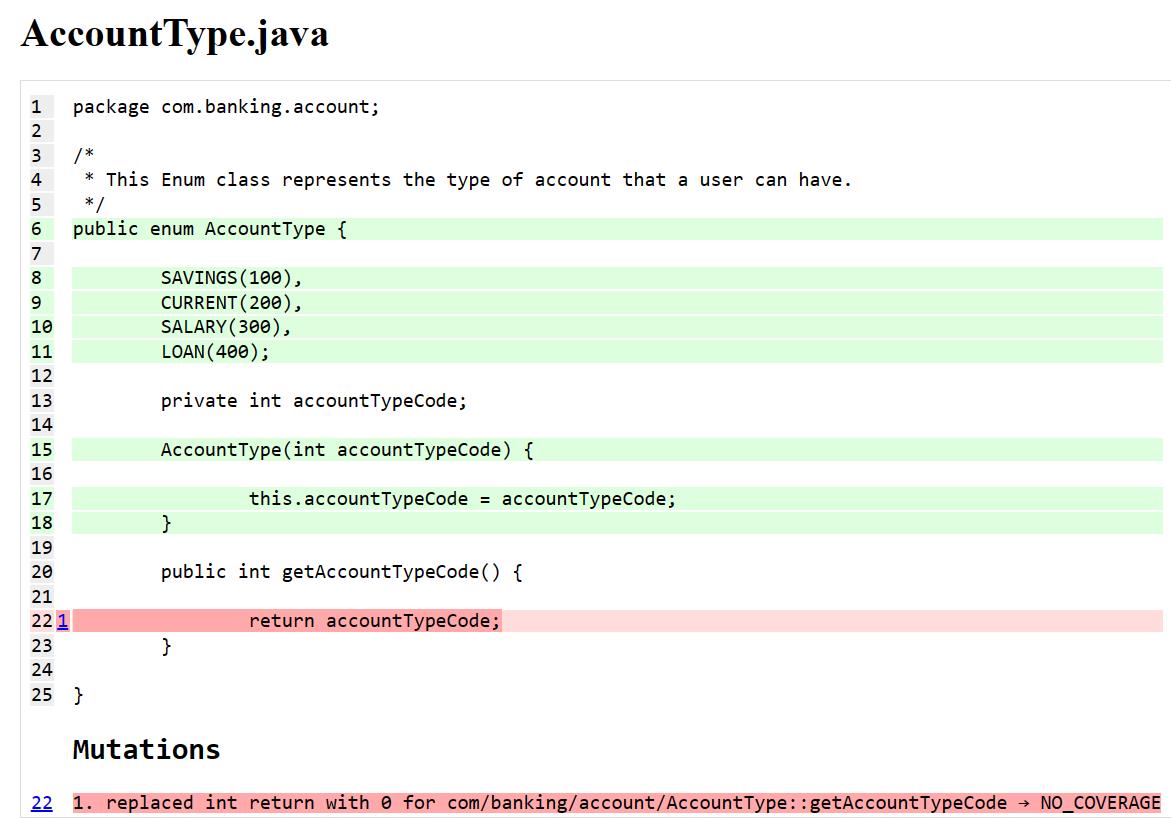 AccountType.java
1 package com.banking.account;
2
3 /*
4  * This Enum class represents the type of account that a user can have.
5  */
6 public enum AccountType {
7
8         SAVINGS(100),
9         CURRENT(200),
10         SALARY(300),
11         LOAN(400);
12
13         private int accountTypeCode;
14
15         AccountType(int accountTypeCode) {
16
17                 this.accountTypeCode = accountTypeCode;
18         }
19
20         public int getAccountTypeCode() {
21
22 1                 return accountTypeCode;
23         }
24
25 }
Mutations
22 1. replaced int return with 0 for com/banking/account/AccountType::getAccountTypeCode → NO_COVERAGE